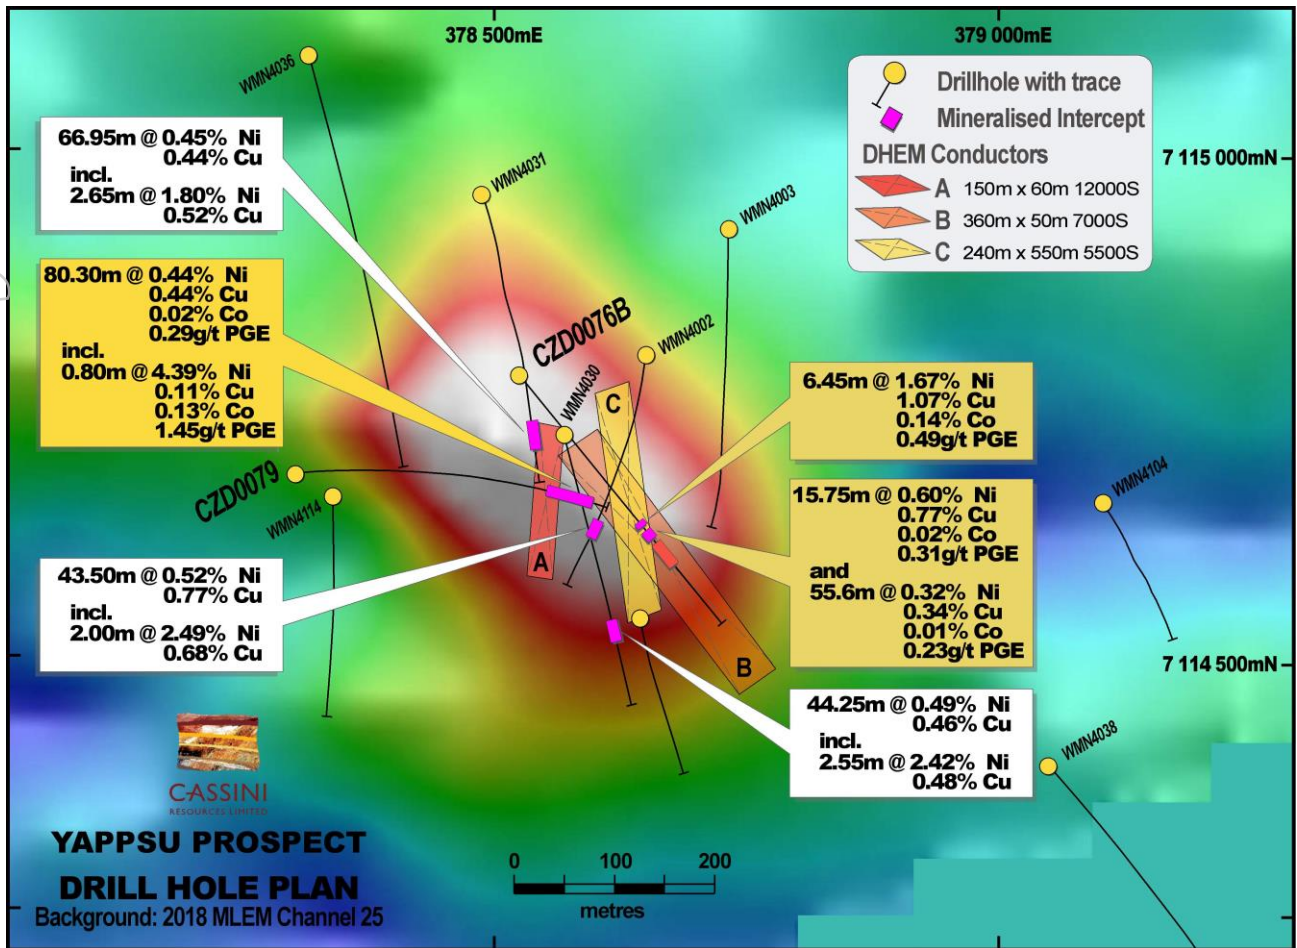 378 500mE
379 000mE
WMN4036
Drillhole with trace
Mineralised Intercept
DHEM Conductors
A 150m x 60m 12000S
B 360m x 50m 7000S
C 240m x 550m 5500S
7 115 000mN
66.95m @ 0.45% Ni
0.44% Cu
incl.
2.65m @ 1.80% Ni
0.52% Cu
WMN4031
WMN4003
80.30m @ 0.44% Ni
0.44% Cu
0.02% Co
0.29g/t PGE
incl.
0.80m @ 4.39% Ni
0.11% Cu
0.13% Co
1.45g/t PGE
CZD0076B
WMN4002
WMN4030
C
6.45m @ 1.67% Ni
1.07% Cu
0.14% Co
0.49g/t PGE
CZD0079
WMN4114
WMN4104
15.75m @ 0.60% Ni
0.77% Cu
0.02% Co
0.31g/t PGE
and
55.6m @ 0.32% Ni
0.34% Cu
0.01% Co
0.23g/t PGE
A
43.50m @ 0.52% Ni
0.77% Cu
incl.
2.00m @ 2.49% Ni
0.68% Cu
B
7 114 500mN
44.25m @ 0.49% Ni
0.46% Cu
incl.
2.55m @ 2.42% Ni
0.48% Cu
WMN4038
CASSINI
RESOURCES LIMITED
YAPPSU PROSPECT
DRILL HOLE PLAN
Background: 2018 MLEM Channel 25
0 100 200
metres